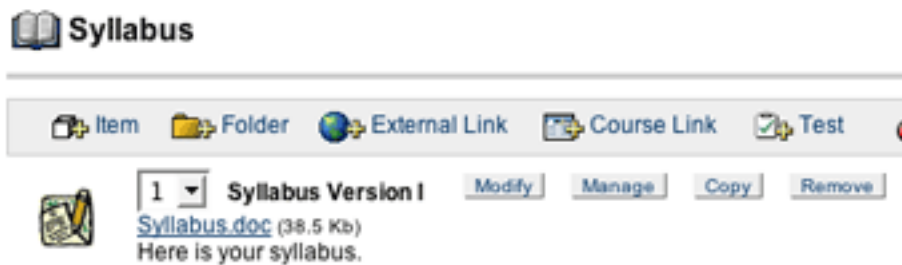 Syllabus
Item Folder External Link Course Link Test
1 Syllabus Version I Modify Manage Copy Remove
Syllabus.doc (38.5 Kb)
Here is your syllabus.